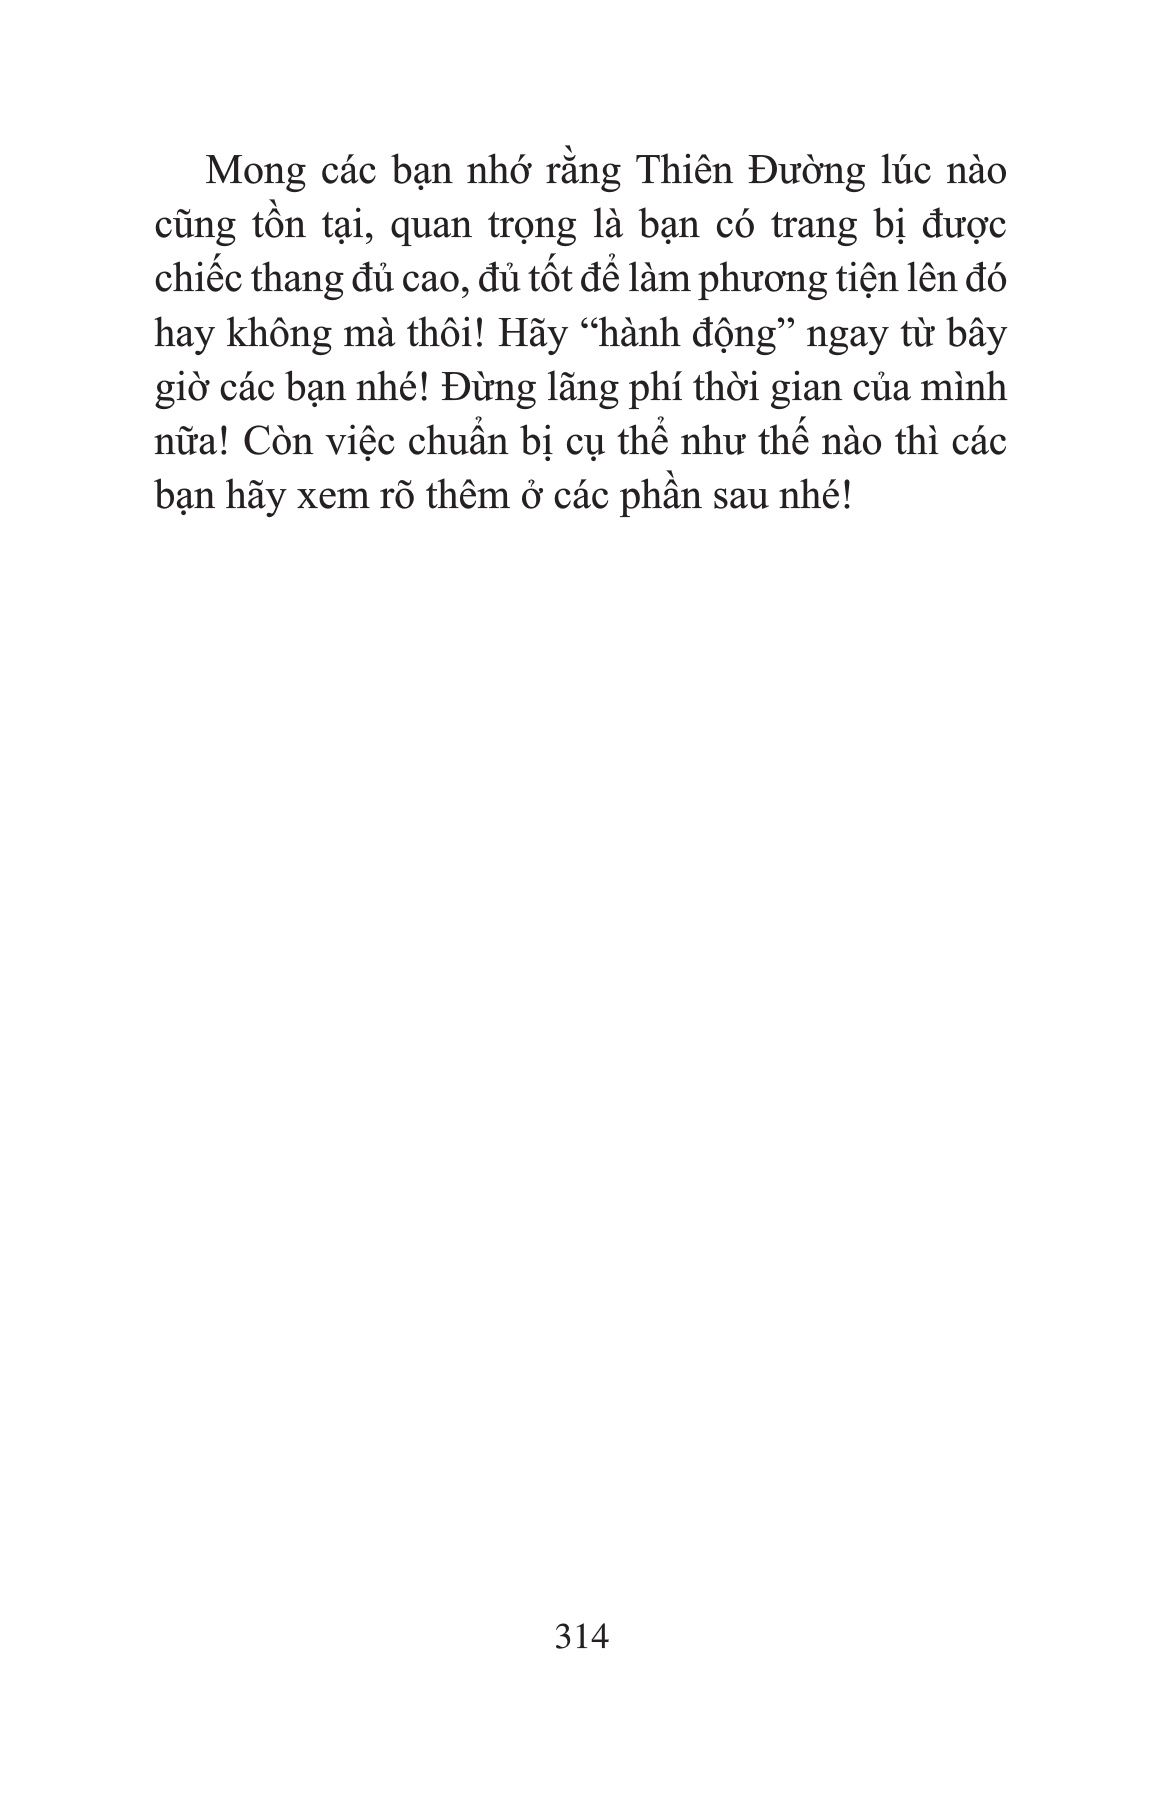 Mong các bạn nhớ rằng Thiên Đường lúc nào
cũng tồn tại, quan trọng là bạn có trang bị được
chiếc thang đủ cao, đủ tốt để làm phương tiện lên đó
hay không mà thôi! Hãy “hành động” ngay từ bây
giờ các bạn nhé! Đừng lãng phí thời gian của mình
nữa! Còn việc chuẩn bị cụ thể như thế nào thì các
bạn hãy xem rõ thêm ở các phần sau nhé!
314